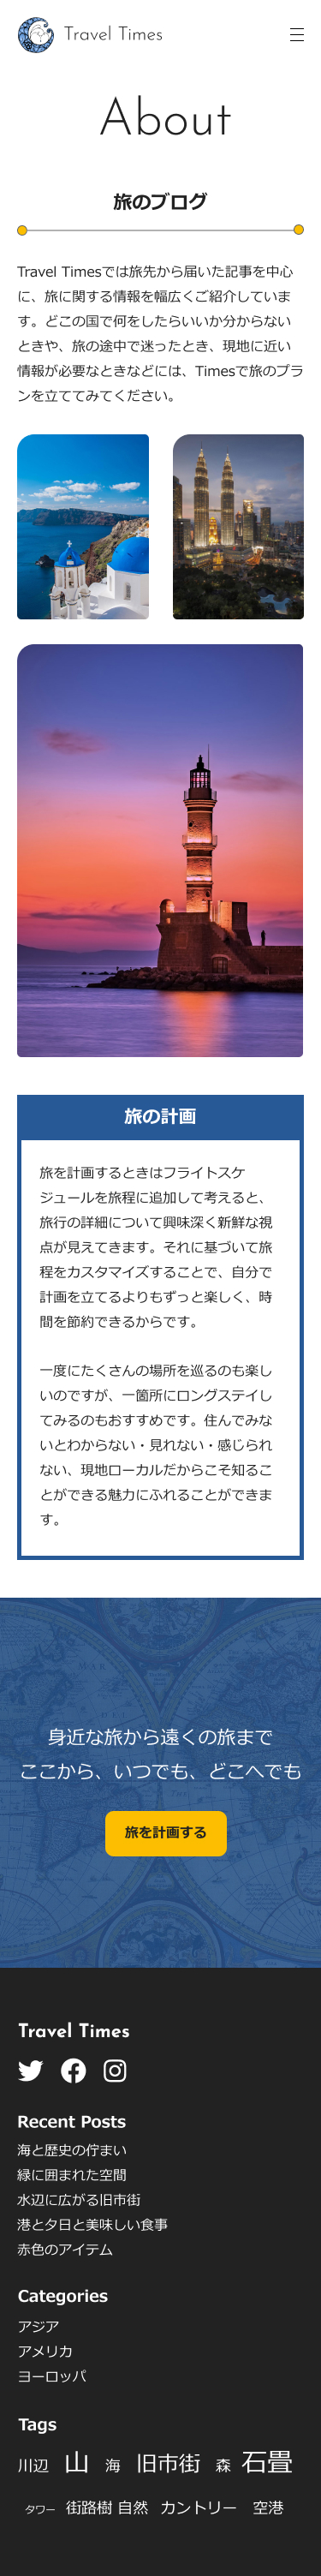 Travel Times
About
旅のブログ
Travel Timesでは旅先から届いた記事を中心
に、旅に関する情報を幅広くご紹介していま
す。どこの国で何をしたらいいか分からない
ときや、旅の途中で迷ったとき、現地に近い
情報が必要なときなどには、Timesで旅のプラ
ンを立ててみてください。
旅の計画
旅を計画するときはフライトスケ
ジュールを旅程に追加して考えると、
旅行の詳細について興味深く新鮮な視
点が見えてきます。それに基づいて旅
程をカスタマイズすることで、自分で
計画を立てるよりもずっと楽しく、時
間を節約できるからです。
一度にたくさんの場所を巡るのも楽し
いのですが、一箇所にロングステイし
てみるのもおすすめです。住んでみな
いとわからない・見れない・感じられ
ない、現地ローカルだからこそ知るこ
とができる魅力にふれることができま
す。
身近な旅から遠くの旅まで
ここから、いつでも、どこへでも
旅を計画する
Travel Times
Recent Posts
海と歴史の佇まい
緑に囲まれた空間
水辺に広がる旧市街
港と夕日と美味しい食事
赤色のアイテム
Categories
アジア
アメリカ
ヨーロッパ
Tags
川辺 山 海 旧市街 森 石畳
タワー 街路樹 自然 カントリー 空港